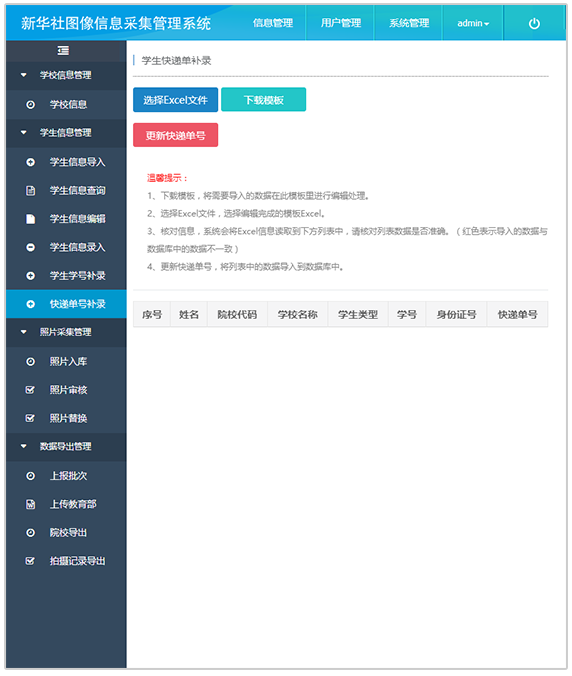 新华社图像信息采集管理系统 信息管理 用户管理 系统管理 admin
学校信息管理
学校信息
学生信息管理
学生信息导入
学生信息查询
学生信息编辑
学生信息录入
学生学号补录
快递单号补录
照片采集管理
照片入库
照片审核
照片替换
数据导出管理
上报批次
上传教育部
院校导出
拍摄记录导出
学生快递单补录
选择Excel文件 下载模板
更新快递单号
温馨提示：
1、下载模板，将需要导入的数据在此模板里进行编辑处理。
2、选择Excel文件，选择编辑完成的模板Excel。
3、核对信息，系统会将Excel信息读取到下方列表中，请核对列表数据是否准确。（红色表示导入的数据与
数据库中的数据不一致）
4、更新快递单号，将列表中的数据导入到数据库中。
序号 姓名 院校代码 学校名称 学生类型 学号 身份证号 快递单号